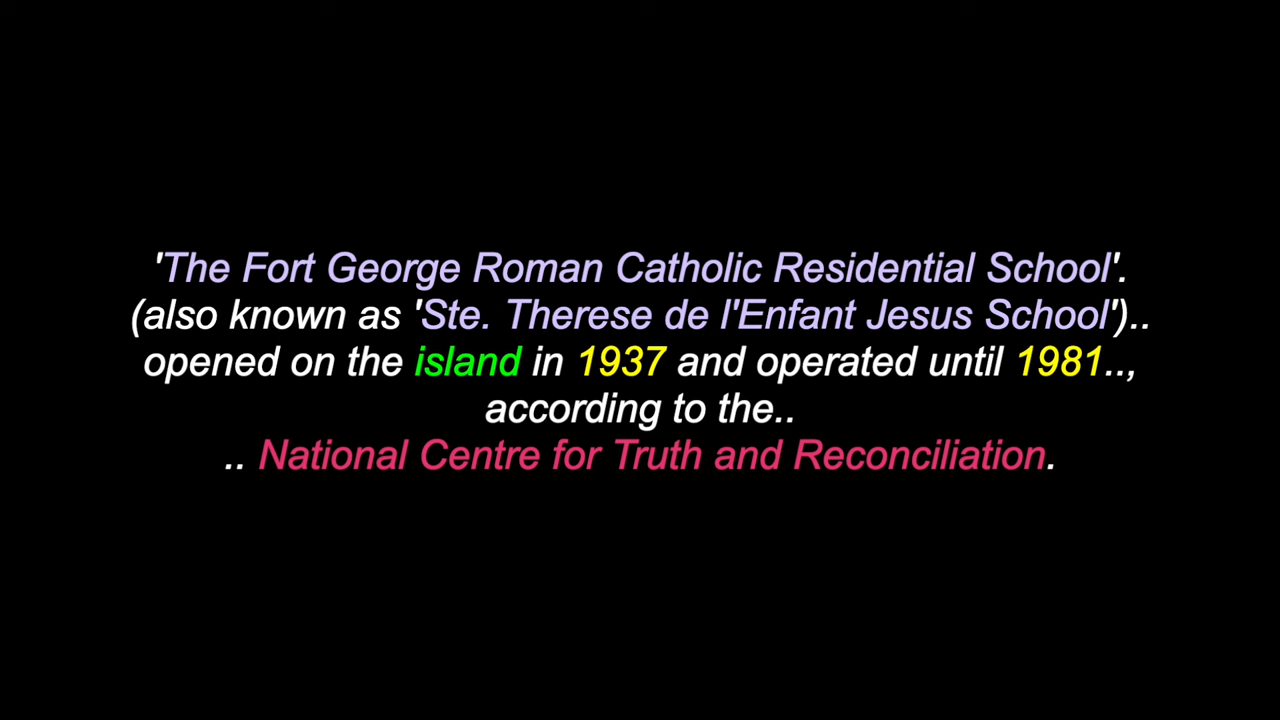 'The Fort George Roman Catholic Residential School'.
(also known as 'Ste. Therese de l'Enfant Jesus School')..
opened on the island in 1937 and operated until 1981..,
according to the..
.. National Centre for Truth and Reconciliation.